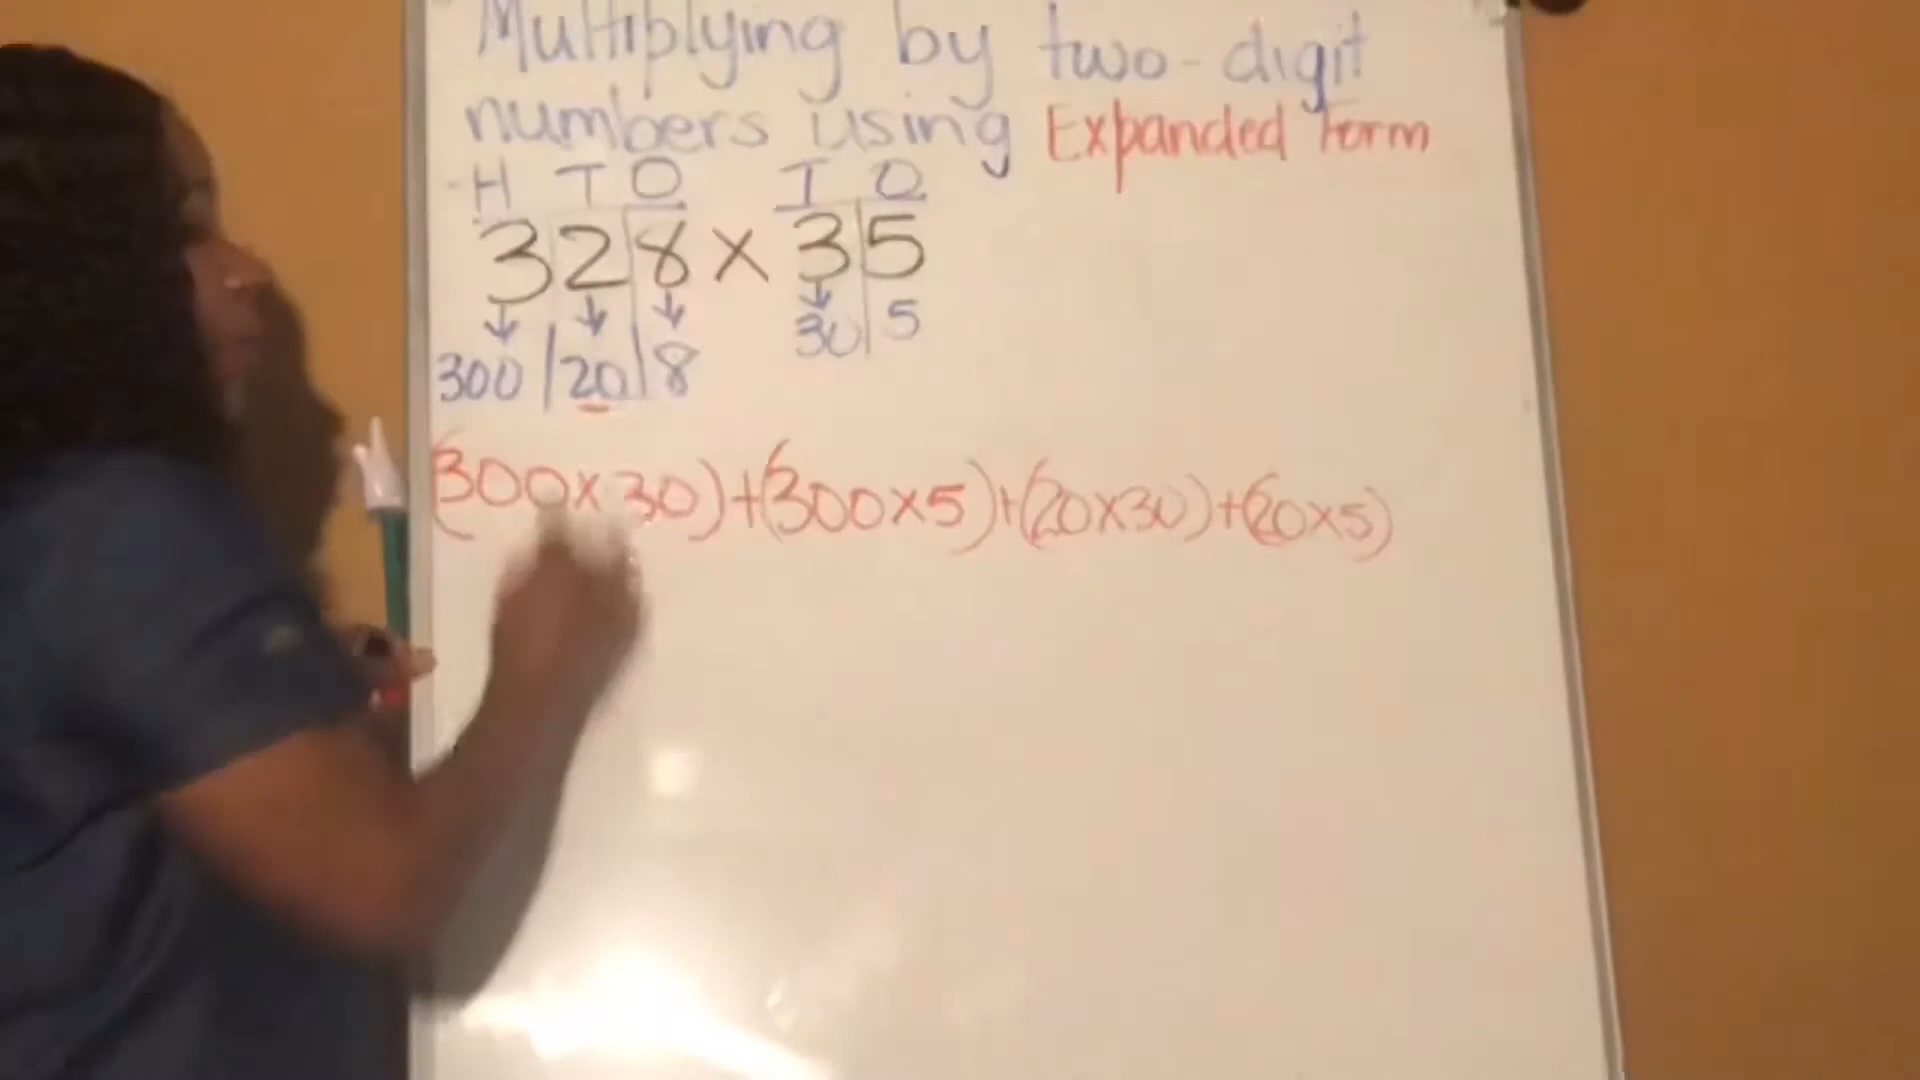 Multiplying by two-digit
numbers using Expanded Form
H T O T O
328 × 35
300 | 20 | 8 30 | 5
(300×30)+(300×5)+(20×30)+(20×5)